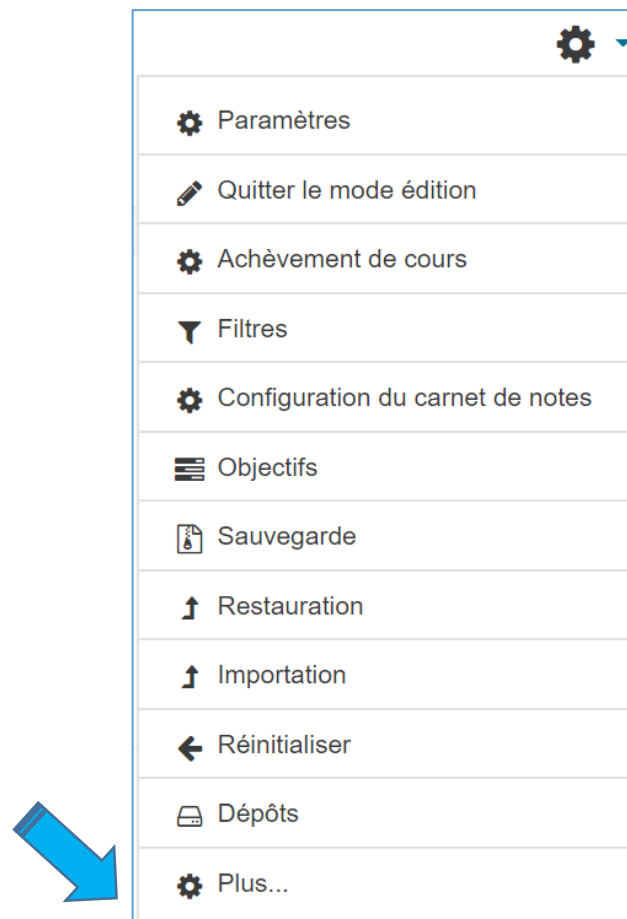 Paramètres
Quitter le mode édition
Achèvement de cours
Filtres
Configuration du carnet de notes
Objectifs
Sauvegarde
Restauration
Importation
Réinitialiser
Dépôts
Plus...